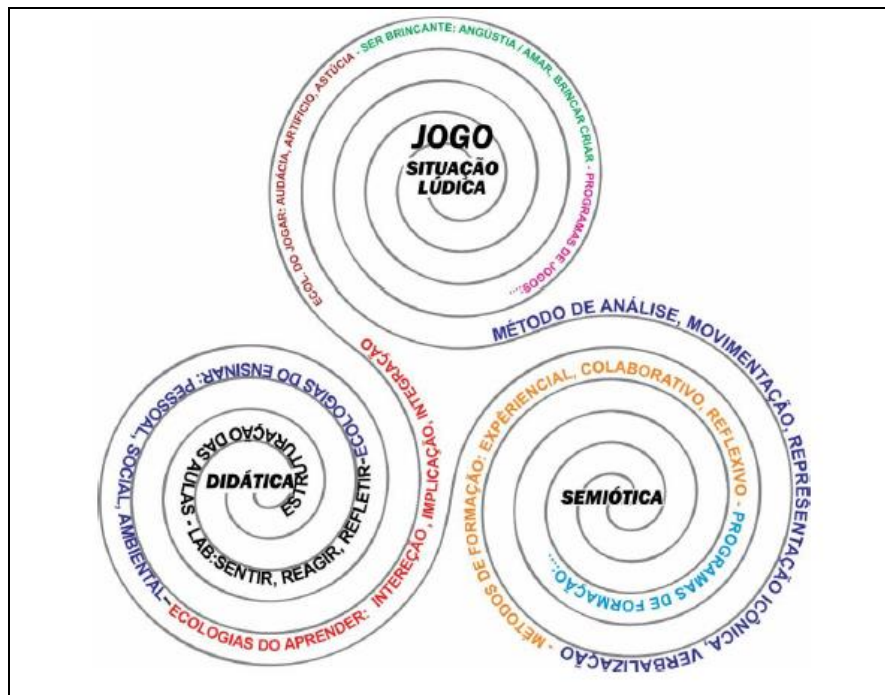 JOGO
SITUAÇÃO
LÚDICA
ECOL. DO JOGAR: AUDÁCIA, ARTIFICIO, ASTÚCIA - SER BRINCANTE: ANGÚSTIA / AMAR, BRINCAR CRIAR - PROGRAMAS DE JOGOS:...
DIDÁTICA
ESTRUTURAÇÃO DAS AULAS - LAB:SENTIR, REAGIR, REFLETIR-ECOLOGIAS DO ENSINAR: PESSOAL, SOCIAL, AMBIENTAL-ECOLOGIAS DO APRENDER: INTEREÇÃO, IMPLICAÇÃO, INTEGRAÇÃO
SEMIÓTICA
MÉTODO DE ANÁLISE, MOVIMENTAÇÃO, REPRESENTAÇÃO ICÔNICA, VERBALIZAÇÃO - MÉTODOS DE FORMAÇÃO: EXPERIENCIAL, COLABORATIVO, REFLEXIVO - PROGRAMAS DE FORMAÇÃO:....